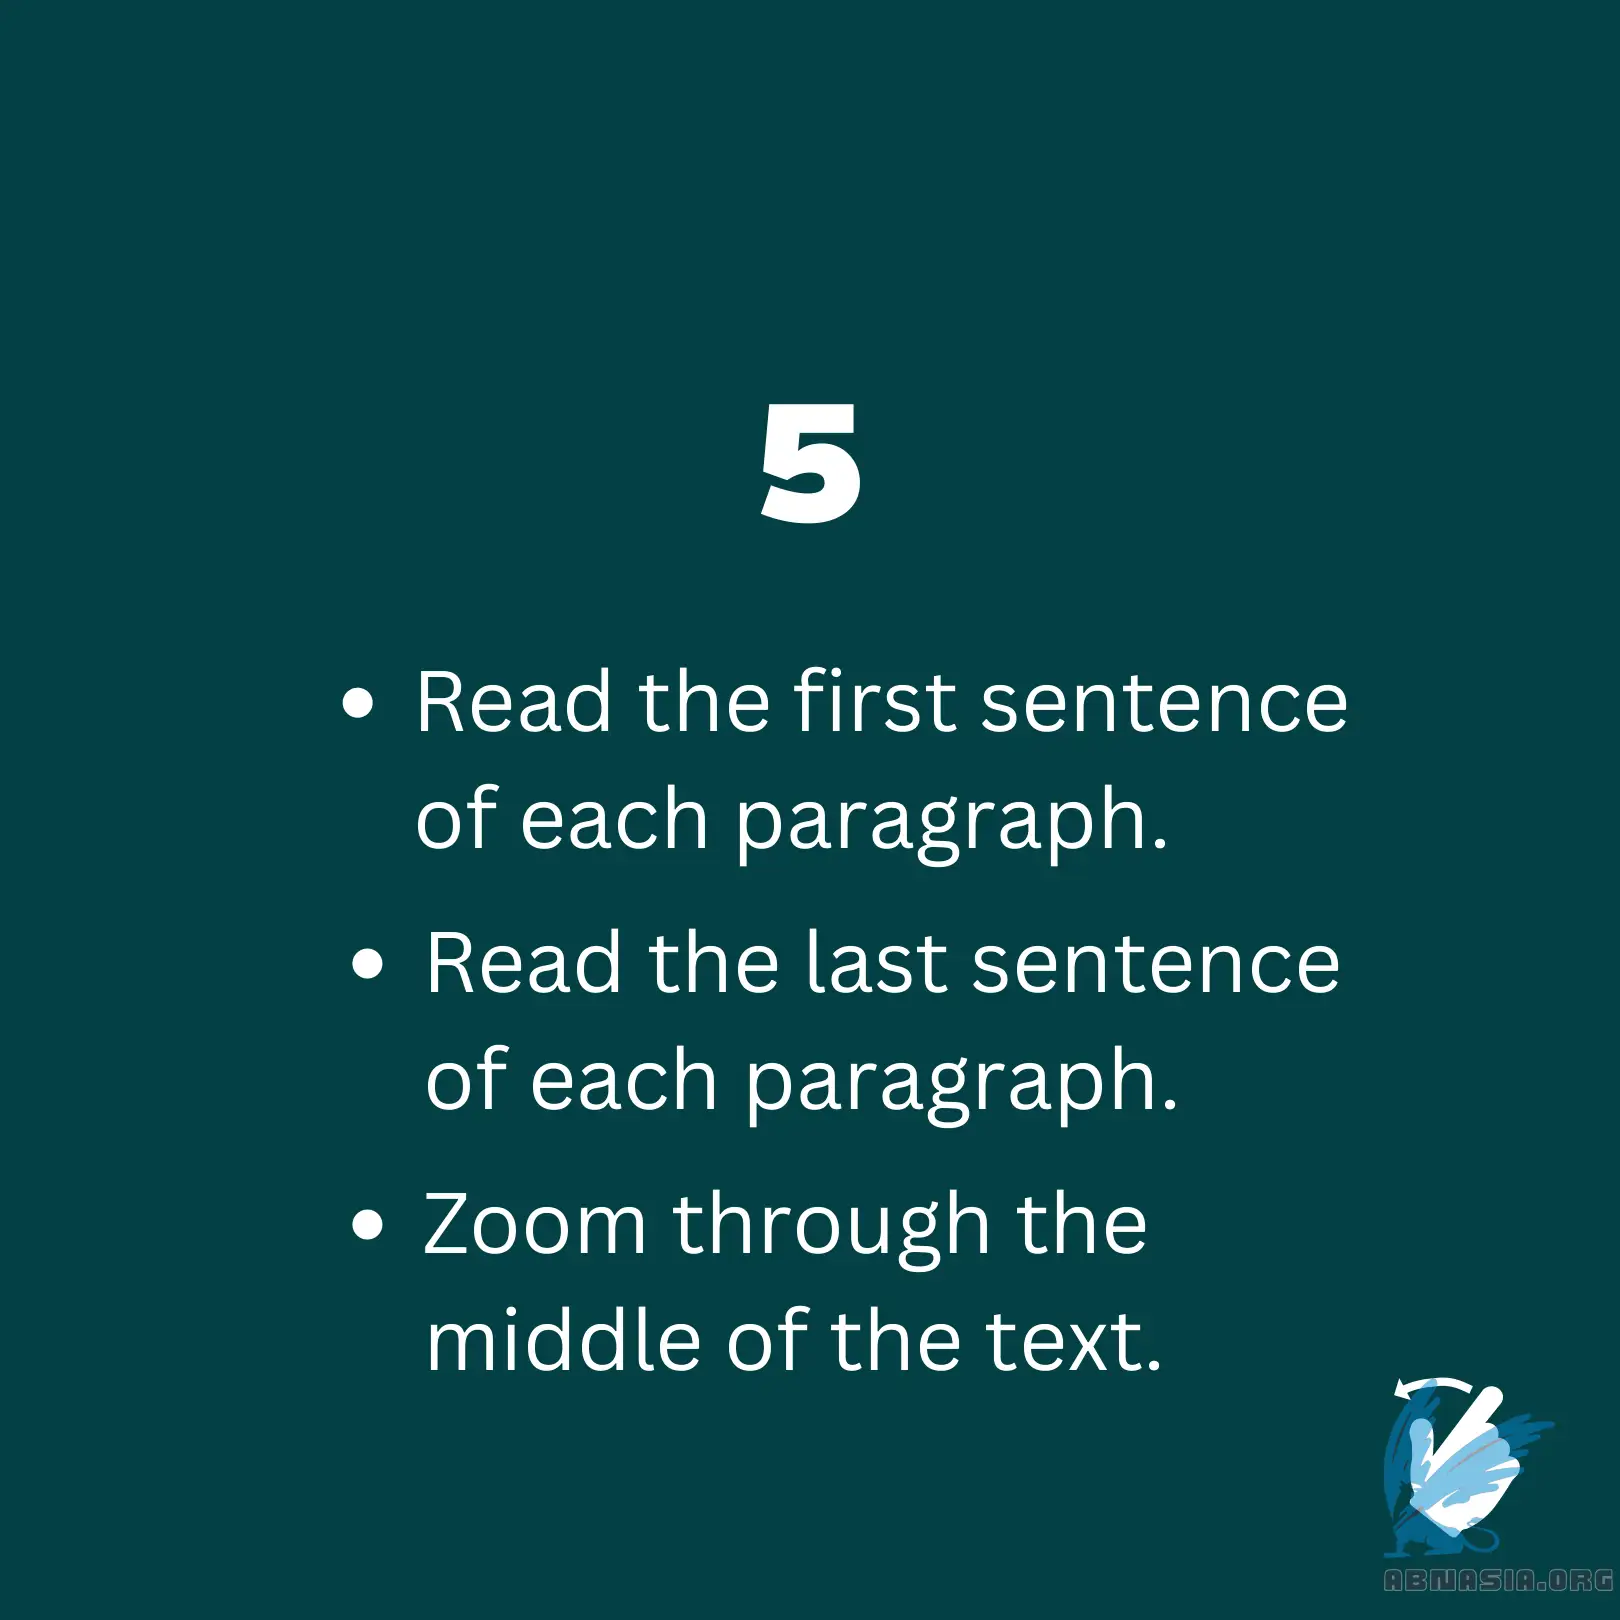 5
• Read the first sentence
of each paragraph.
• Read the last sentence
of each paragraph.
• Zoom through the
middle of the text.
ABNASIA.ORG